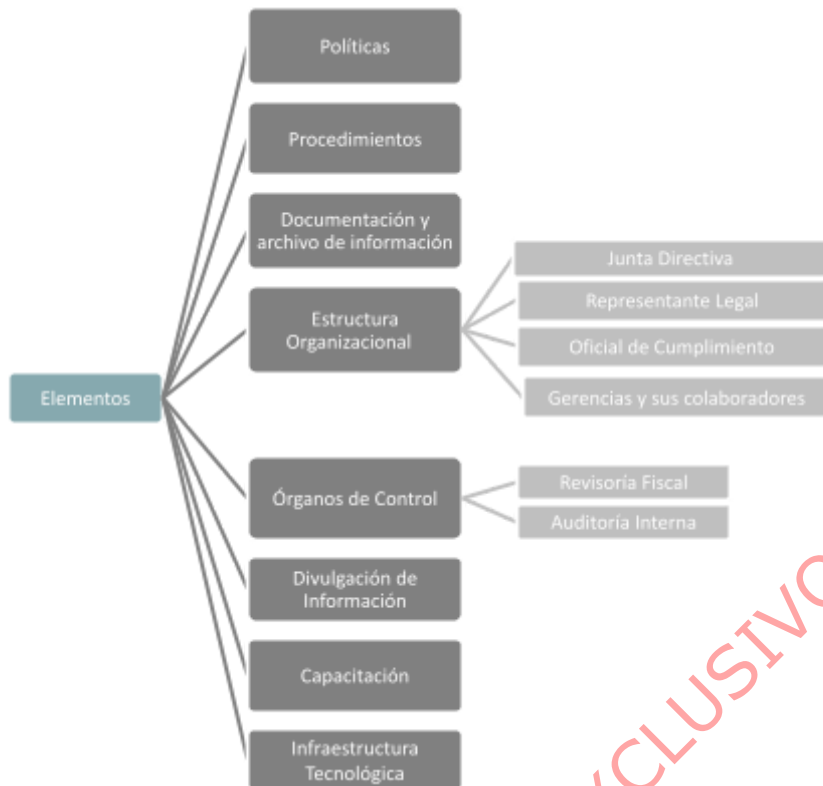 Políticas
Procedimientos
Documentación y
archivo de información
Estructura
Organizacional
Junta Directiva
Representante Legal
Oficial de Cumplimiento
Gerencias y sus colaboradores
Elementos
Órganos de Control
Revisoría Fiscal
Auditoría Interna
Divulgación de
Información
Capacitación
Infraestructura
Tecnológica